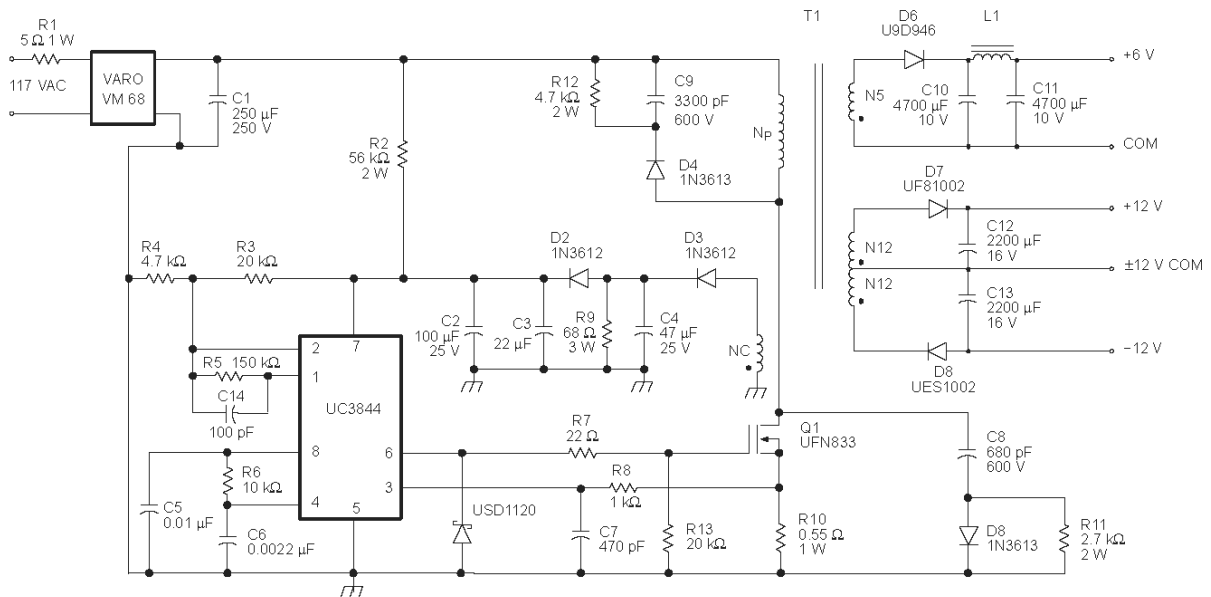 R1
5 Ω 1 W
117 VAC
VARO
VM 68
C1
250 µF
250 V
R2
56 kΩ
2 W
R12
4.7 kΩ
2 W
C9
3300 pF
600 V
D4
1N3613
NP
T1
D6
U9D946
L1
N5
C10
4700 µF
10 V
C11
4700 µF
10 V
+6 V
COM
D7
UF81002
+12 V
N12
C12
2200 µF
16 V
±12 V COM
N12
C13
2200 µF
16 V
D8
UES1002
−12 V
R4
4.7 kΩ
R3
20 kΩ
D2
1N3612
D3
1N3612
C2
100 µF
25 V
C3
22 µF
R9
68 Ω
3 W
C4
47 µF
25 V
NC
2
7
R5 150 kΩ
1
C14
100 pF
UC3844
8
6
R6
10 kΩ
4
3
5
C5
0.01 µF
C6
0.0022 µF
USD1120
R7
22 Ω
R8
1 kΩ
C7
470 pF
R13
20 kΩ
Q1
UFN833
R10
0.55 Ω
1 W
C8
680 pF
600 V
D8
1N3613
R11
2.7 kΩ
2 W